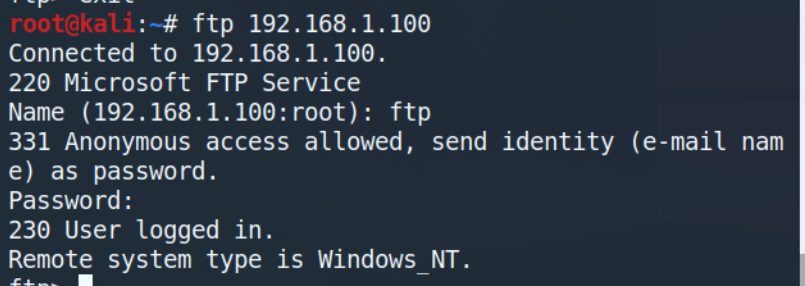 root@kali:~# ftp 192.168.1.100
Connected to 192.168.1.100.
220 Microsoft FTP Service
Name (192.168.1.100:root): ftp
331 Anonymous access allowed, send identity (e-mail nam
e) as password.
Password:
230 User logged in.
Remote system type is Windows_NT.
ftp>